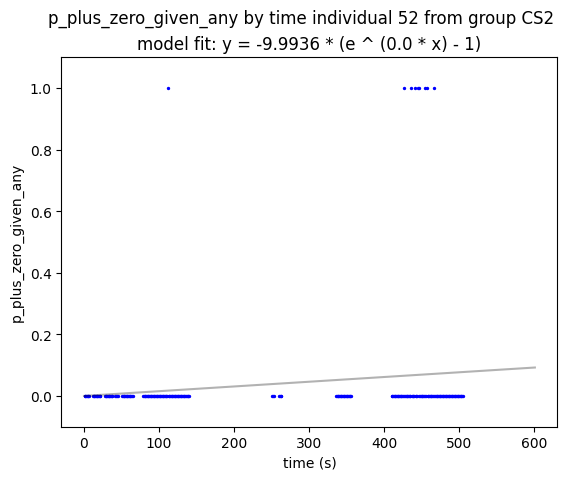 p_plus_zero_given_any by time individual 52 from group CS2
model fit: y = -9.9936 * (e ^ (0.0 * x) - 1)
1.0
0.8
0.6
0.4
0.2
0.0
p_plus_zero_given_any
0 100 200 300 400 500 600
time (s)